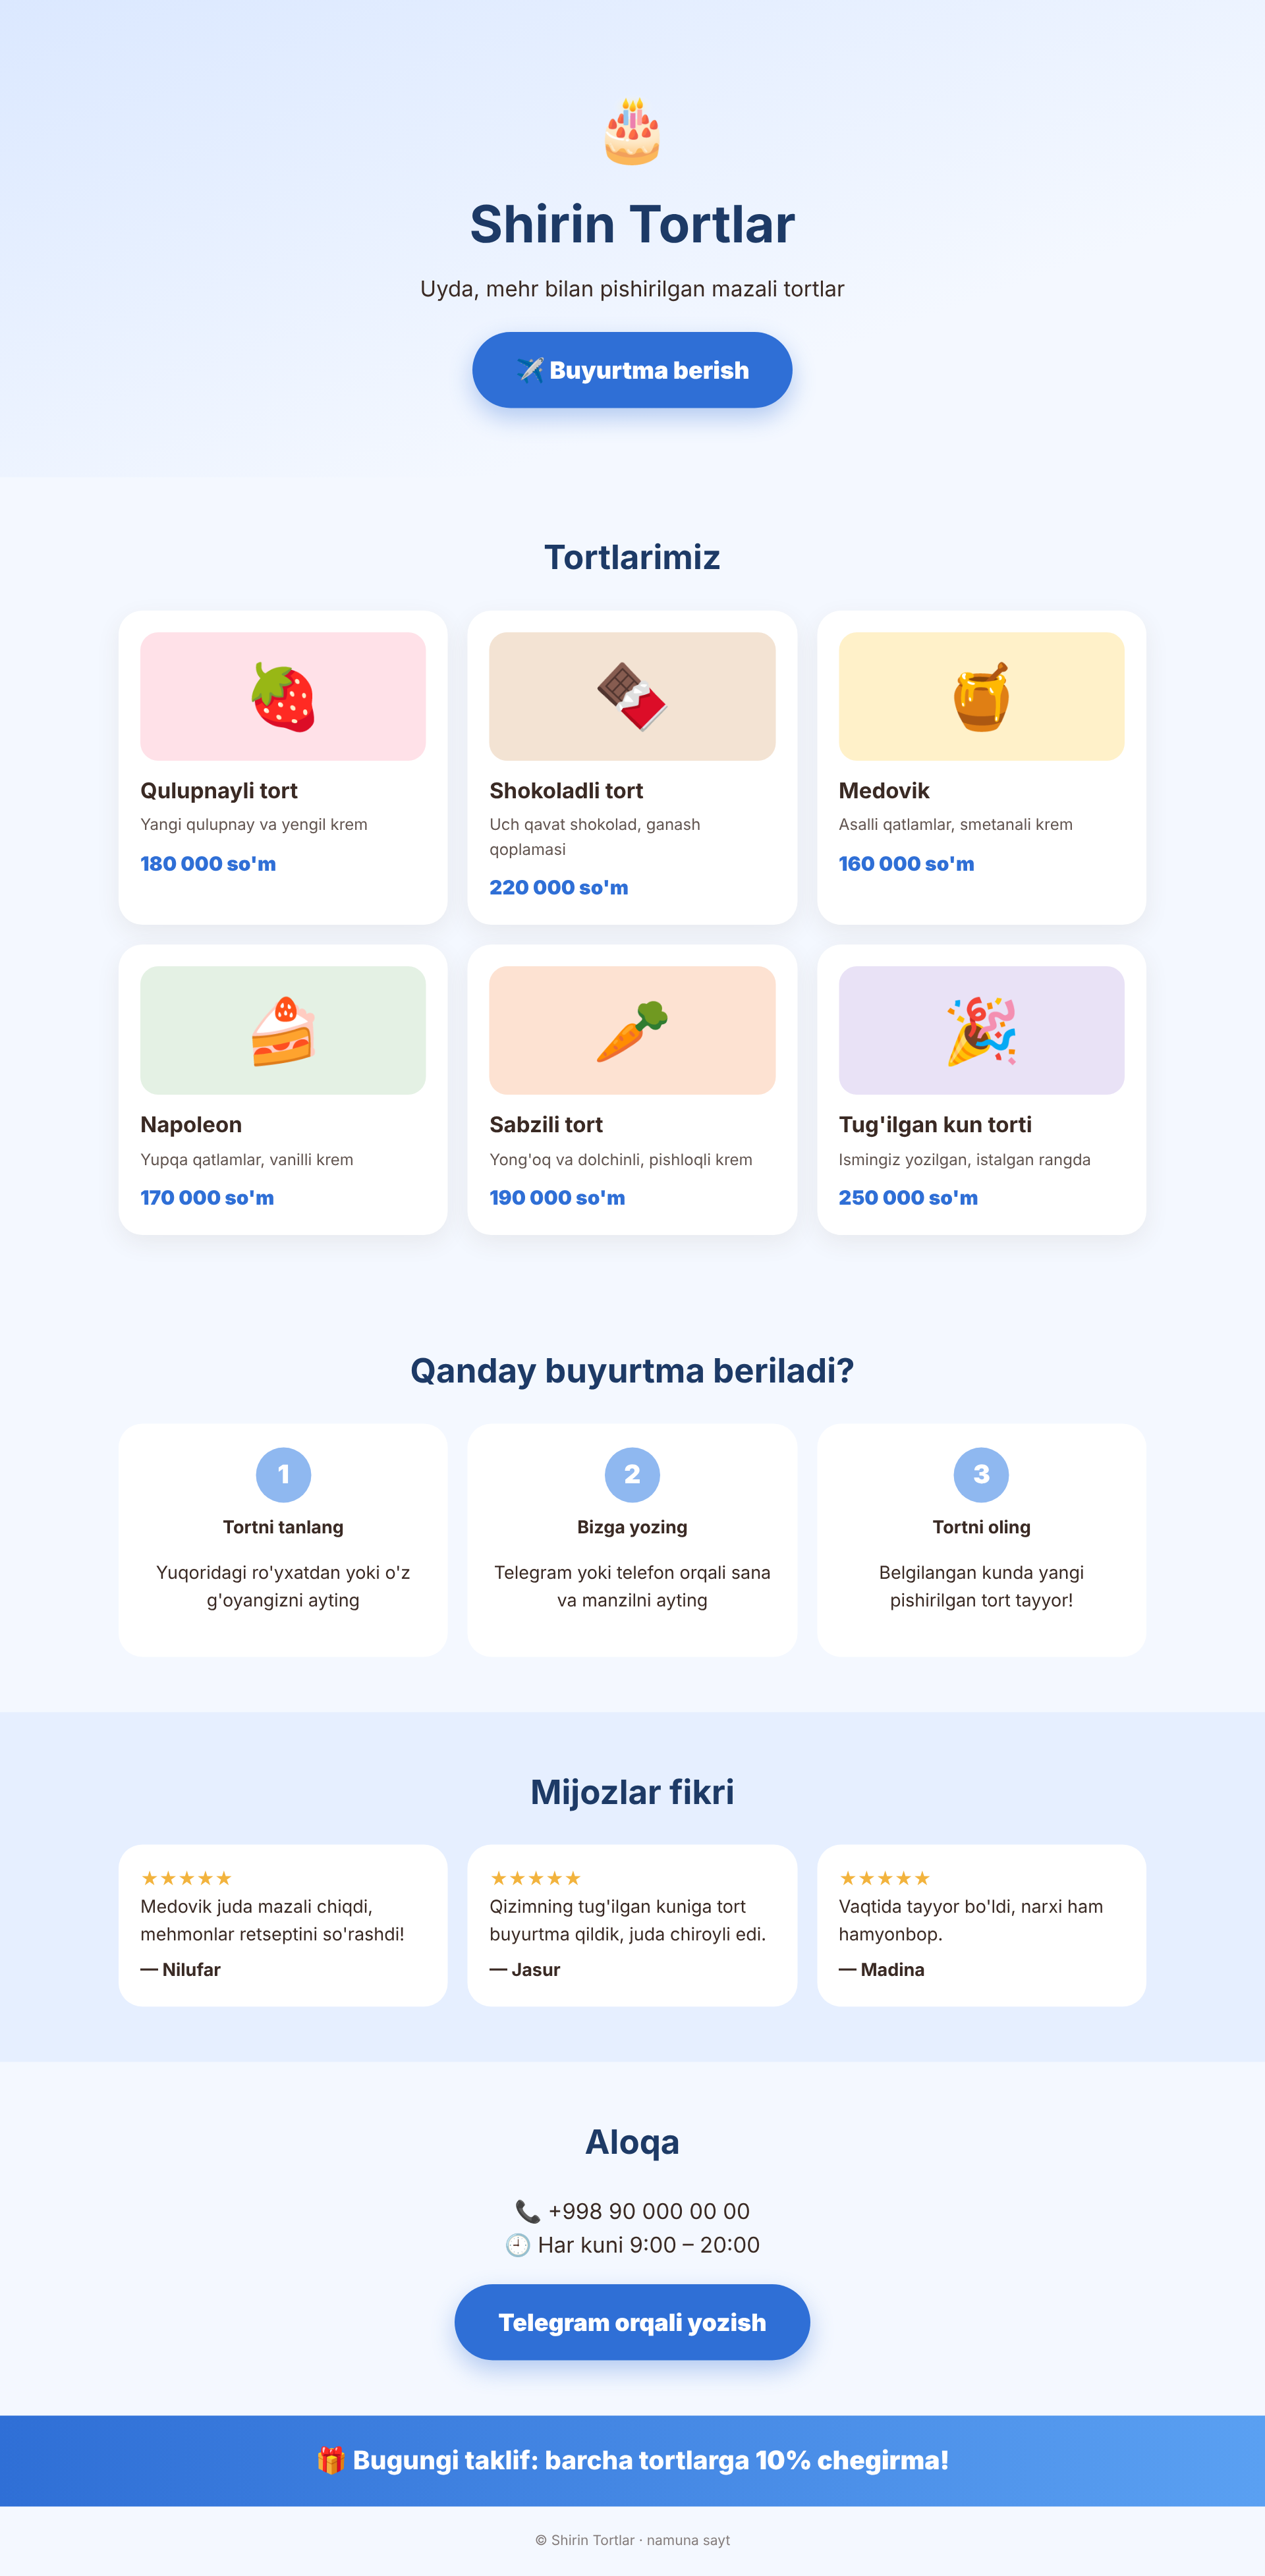 Shirin Tortlar
Uyda, mehr bilan pishirilgan mazali tortlar
✈️ Buyurtma berish
Tortlarimiz
Qulupnayli tort
Yangi qulupnay va yengil krem
180 000 so'm
Shokoladli tort
Uch qavat shokolad, ganash
qoplamasi
220 000 so'm
Medovik
Asalli qatlamlar, smetanali krem
160 000 so'm
Napoleon
Yupqa qatlamlar, vanilli krem
170 000 so'm
Sabzili tort
Yong'oq va dolchinli, pishloqli krem
190 000 so'm
Tug'ilgan kun torti
Ismingiz yozilgan, istalgan rangda
250 000 so'm
Qanday buyurtma beriladi?
1
Tortni tanlang
Yuqoridagi ro'yxatdan yoki o'z
g'oyangizni ayting
2
Bizga yozing
Telegram yoki telefon orqali sana
va manzilni ayting
3
Tortni oling
Belgilangan kunda yangi
pishirilgan tort tayyor!
Mijozlar fikri
★★★★★
Medovik juda mazali chiqdi,
mehmonlar retseptini so'rashdi!
— Nilufar
★★★★★
Qizimning tug'ilgan kuniga tort
buyurtma qildik, juda chiroyli edi.
— Jasur
★★★★★
Vaqtida tayyor bo'ldi, narxi ham
hamyonbop.
— Madina
Aloqa
📞 +998 90 000 00 00
🕘 Har kuni 9:00 – 20:00
Telegram orqali yozish
🎁 Bugungi taklif: barcha tortlarga 10% chegirma!
© Shirin Tortlar · namuna sayt